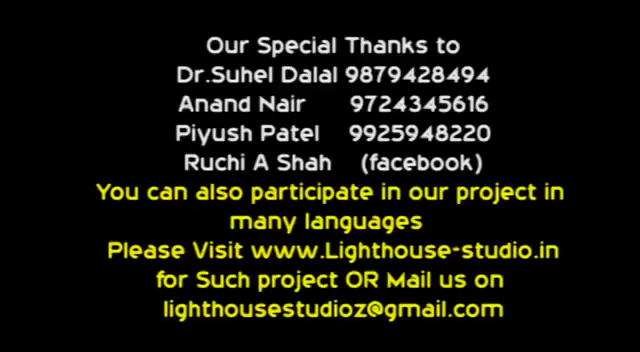 Our Special Thanks to
Dr.Suhel Dalal 9879428494
Anand Nair 9724345616
Piyush Patel 9925948220
Ruchi A Shah (facebook)
You can also participate in our project in
many languages
Please Visit www.Lighthouse-studio.in
for Such project OR Mail us on
lighthousestudioz@gmail.com